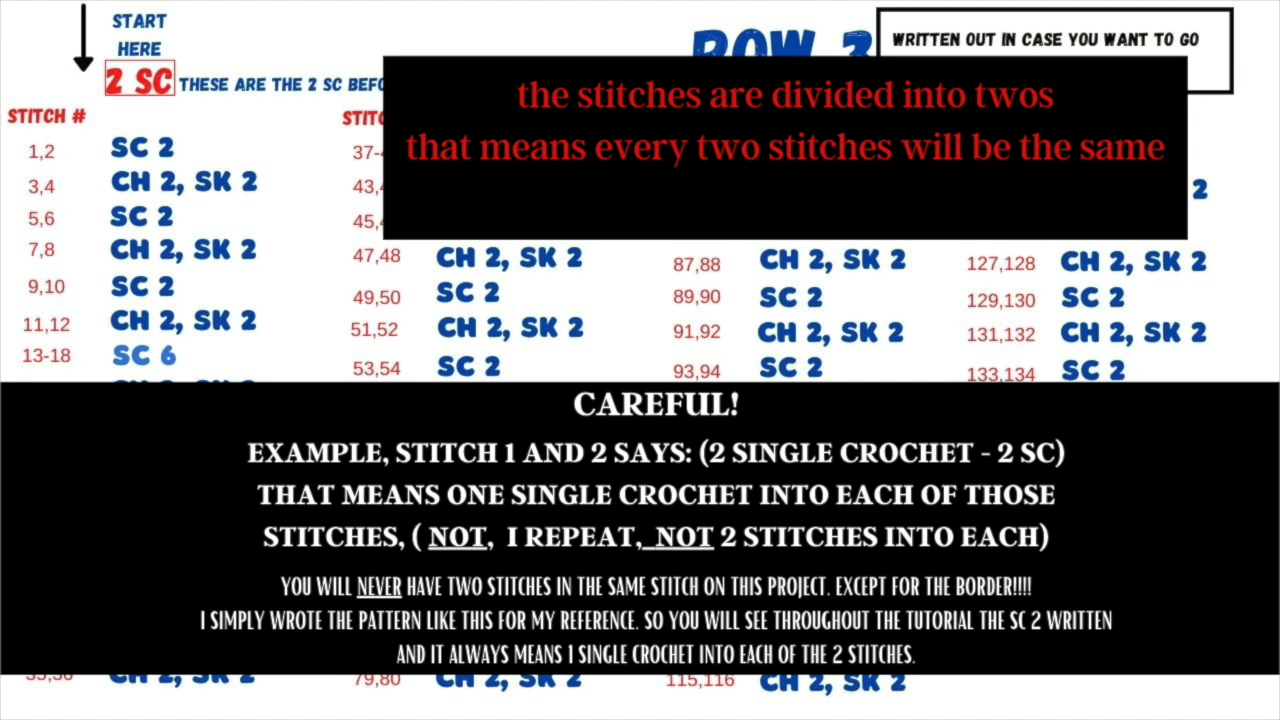 START
HERE
2 SC THESE ARE THE 2 SC
ROW 3
WRITTEN OUT IN CASE YOU WANT TO GO
the stitches are divided into twos
that means every two stitches will be the same
STITCH #
1,2 SC 2
3,4 CH 2, SK 2
5,6 SC 2
7,8 CH 2, SK 2
9,10 SC 2
11,12 CH 2, SK 2
13-18 SC 6
2
47,48 CH 2, SK 2
49,50 SC 2
51,52 CH 2, SK 2
53,54 SC 2
87,88 CH 2, SK 2
89,90 SC 2
91,92 CH 2, SK 2
93,94 SC 2
127,128 CH 2, SK 2
129,130 SC 2
131,132 CH 2, SK 2
133,134 SC 2
CAREFUL!
EXAMPLE, STITCH 1 AND 2 SAYS: (2 SINGLE CROCHET - 2 SC)
THAT MEANS ONE SINGLE CROCHET INTO EACH OF THOSE
STITCHES, ( NOT, I REPEAT, NOT 2 STITCHES INTO EACH)
YOU WILL NEVER HAVE TWO STITCHES IN THE SAME STITCH ON THIS PROJECT. EXCEPT FOR THE BORDER!!!!
I SIMPLY WROTE THE PATTERN LIKE THIS FOR MY REFERENCE. SO YOU WILL SEE THROUGHOUT THE TUTORIAL THE SC 2 WRITTEN
AND IT ALWAYS MEANS 1 SINGLE CROCHET INTO EACH OF THE 2 STITCHES.
35,36 CH 2, SK 2
79,80 CH 2, SK 2
115,116 CH 2, SK 2